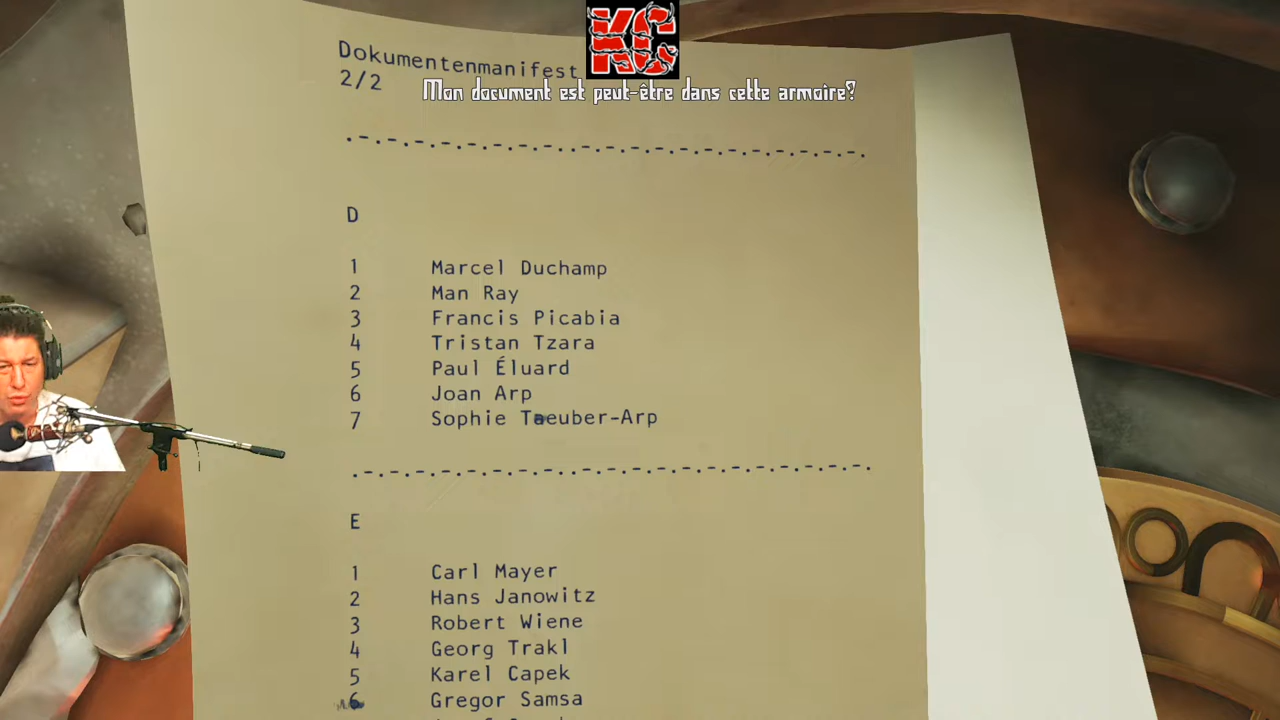 Dokumentenmanifest
2/2
KC
Mon document est peut-être dans cette armoire?
.-.-.-.-.-.-.-.-..-.-.-.-.-.-.-.-.-.-.-.
D
1 Marcel Duchamp
2 Man Ray
3 Francis Picabia
4 Tristan Tzara
5 Paul Éluard
6 Joan Arp
7 Sophie Taeuber-Arp
.-.-.-.-.-.-.-.-..-.-.-.-.-.-.-.-.-.-.-.
E
1 Carl Mayer
2 Hans Janowitz
3 Robert Wiene
4 Georg Trakl
5 Karel Capek
6 Gregor Samsa